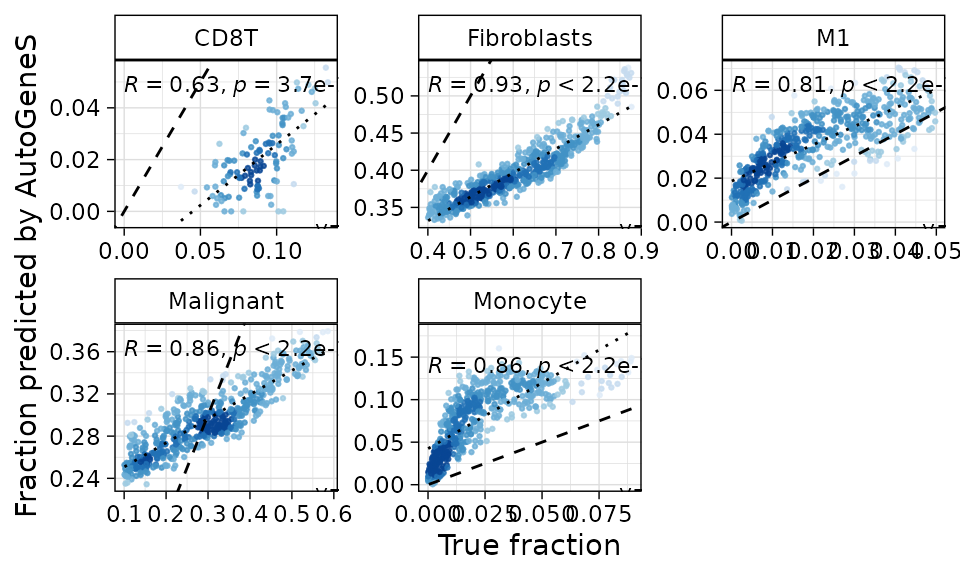 Fraction predicted by AutoGeneS
CD8T
R = 0.63, p = 3.7e-
0.04
0.02
0.00
0.00 0.05 0.10
Fibroblasts
R = 0.93, p < 2.2e-
0.50
0.45
0.40
0.35
0.4 0.5 0.6 0.7 0.8 0.9
M1
R = 0.81, p < 2.2e-
0.06
0.04
0.02
0.00
0.00 0.01 0.02 0.03 0.04 0.05
Malignant
R = 0.86, p < 2.2e-
0.36
0.32
0.28
0.24
0.1 0.2 0.3 0.4 0.5 0.6
Monocyte
R = 0.86, p < 2.2e-
0.15
0.10
0.05
0.00
0.000 0.025 0.050 0.075
True fraction